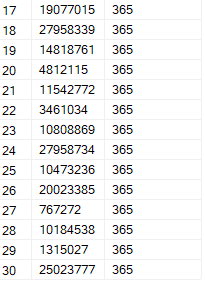 17 19077015 365
18 27958339 365
19 14818761 365
20 4812115 365
21 11542772 365
22 3461034 365
23 10808869 365
24 27958734 365
25 10473236 365
26 20023385 365
27 767272 365
28 10184538 365
29 1315027 365
30 25023777 365